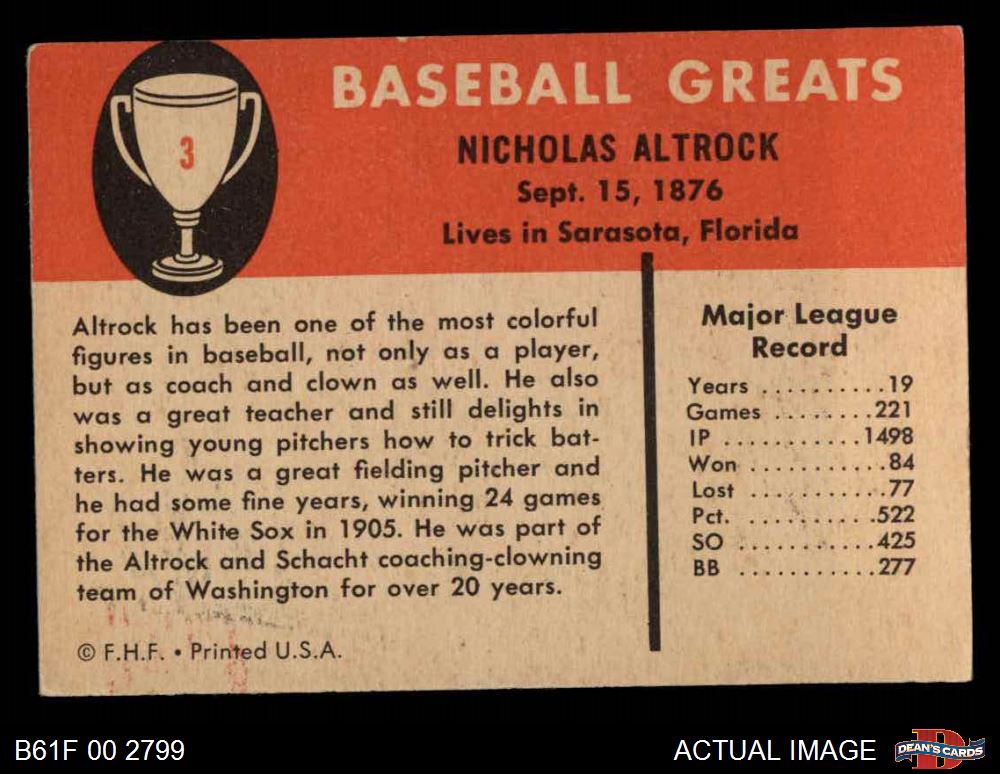 3
BASEBALL GREATS
NICHOLAS ALTROCK
Sept. 15, 1876
Lives in Sarasota, Florida
Altrock has been one of the most colorful
figures in baseball, not only as a player,
but as coach and clown as well. He also
was a great teacher and still delights in
showing young pitchers how to trick bat-
ters. He was a great fielding pitcher and
he had some fine years, winning 24 games
for the White Sox in 1905. He was part of
the Altrock and Schacht coaching-clowning
team of Washington for over 20 years.
© F.H.F. • Printed U.S.A.
Major League
Record
Years ..........19
Games ........221
IP ...........1498
Won ...........84
Lost ...........77
Pct. ..........522
SO ...........425
BB ...........277
B61F 00 2799
ACTUAL IMAGE
D
DEAN'S CARDS